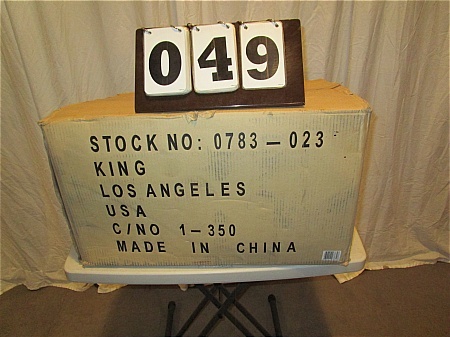 049
STOCK NO: 0783-023
KING
LOS ANGELES
USA
C/NO 1-350
MADE IN CHINA